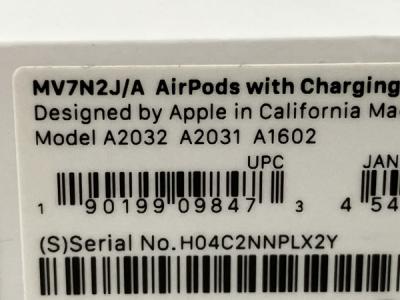 MV7N2J/A AirPods with Charging
Designed by Apple in California Ma
Model A2032 A2031 A1602
UPC JAN
1 90199 09847 3 4 54
(S)Serial No.H04C2NNPLX2Y